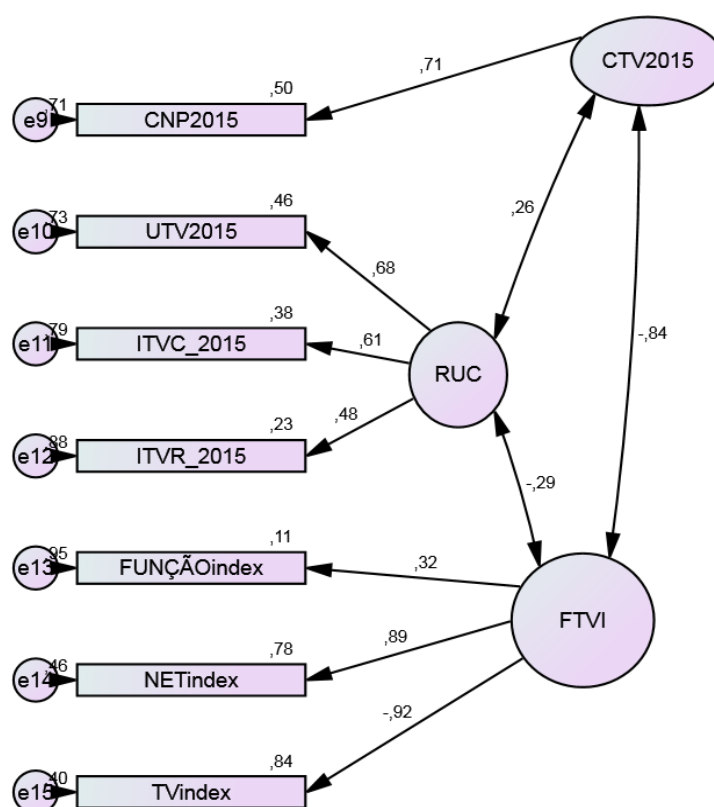 CTV2015
,71
,50
,71
e9
CNP2015
,46
,73
e10
UTV2015
,26
,68
,38
,79
e11
ITVC_2015
,61
-,84
RUC
,48
,23
,88
e12
ITVR_2015
-,29
,11
,95
e13
FUNÇÃOindex
,32
FTVI
,89
,78
,46
e14
NETindex
-,92
,84
,40
e15
TVindex